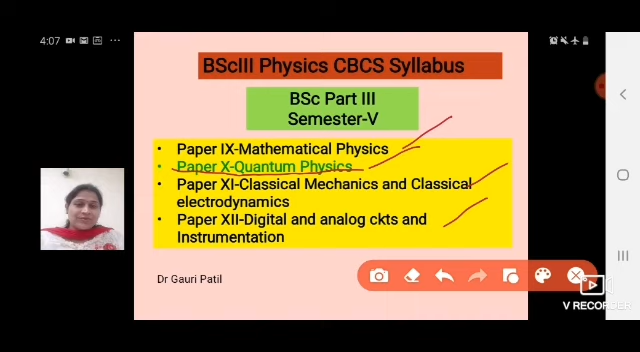 4:07
BScIII Physics CBCS Syllabus
BSc Part III
Semester-V
• Paper IX-Mathematical Physics
• Paper X-Quantum Physics
• Paper XI-Classical Mechanics and Classical
electrodynamics
• Paper XII-Digital and analog ckts and
Instrumentation
Dr Gauri Patil
V RECORDER